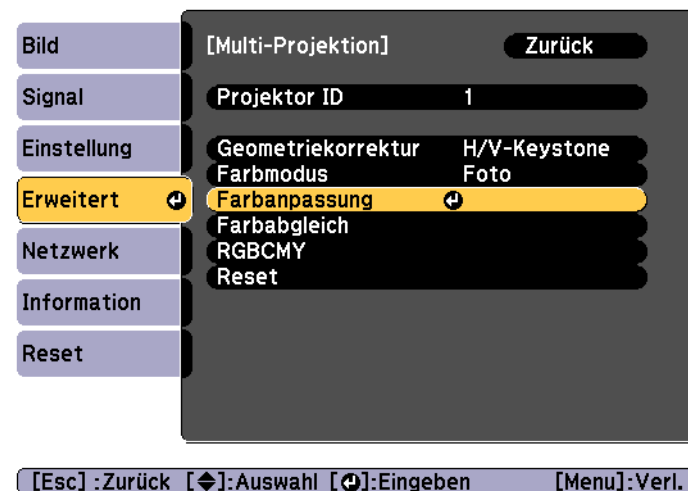 Bild
Signal
Einstellung
Erweitert
Netzwerk
Information
Reset
[Multi-Projektion] Zurück
Projektor ID 1
Geometriekorrektur H/V-Keystone
Farbmodus Foto
Farbanpassung
Farbabgleich
RGBCMY
Reset
[Esc] :Zurück [◆]:Auswahl [↵]:Eingeben [Menu]:Verl.